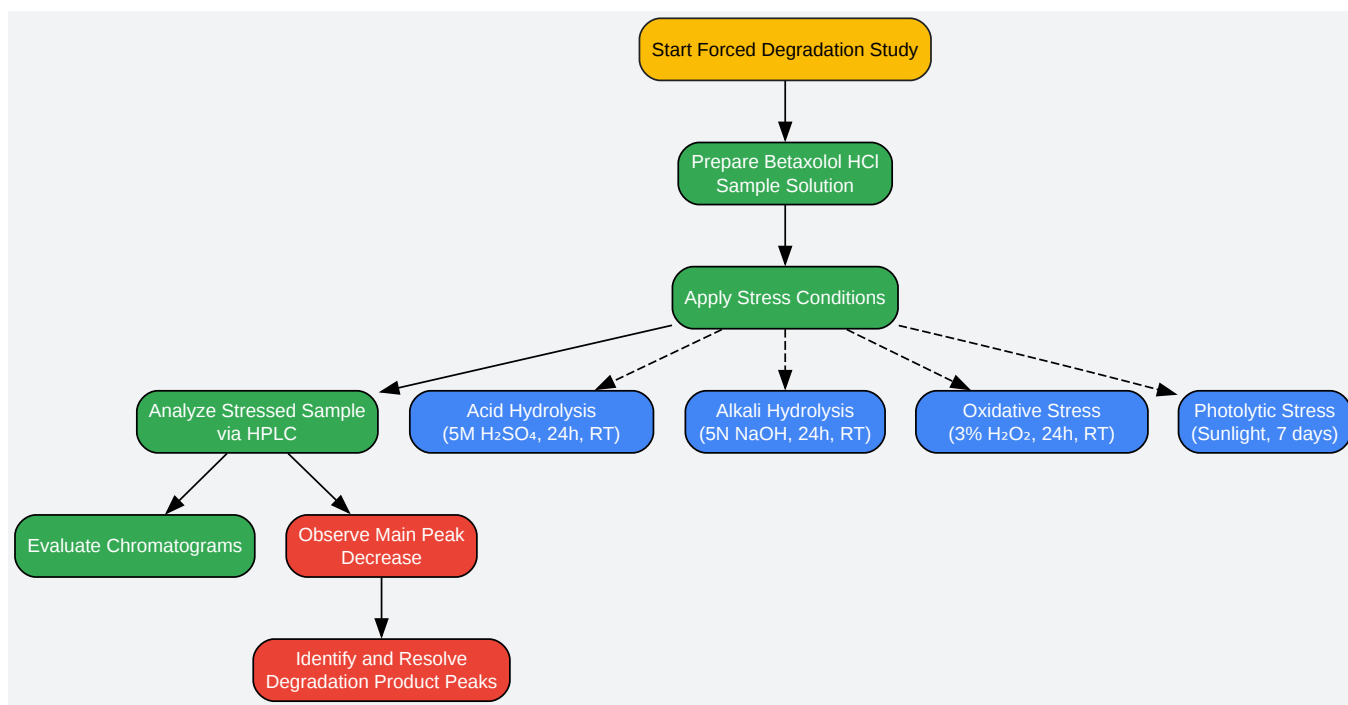 Start Forced Degradation Study
Prepare Betaxolol HCl
Sample Solution
Apply Stress Conditions
Analyze Stressed Sample
via HPLC
Acid Hydrolysis
(5M H₂SO₄, 24h, RT)
Alkali Hydrolysis
(5N NaOH, 24h, RT)
Oxidative Stress
(3% H₂O₂, 24h, RT)
Photolytic Stress
(Sunlight, 7 days)
Evaluate Chromatograms
Observe Main Peak
Decrease
Identify and Resolve
Degradation Product Peaks